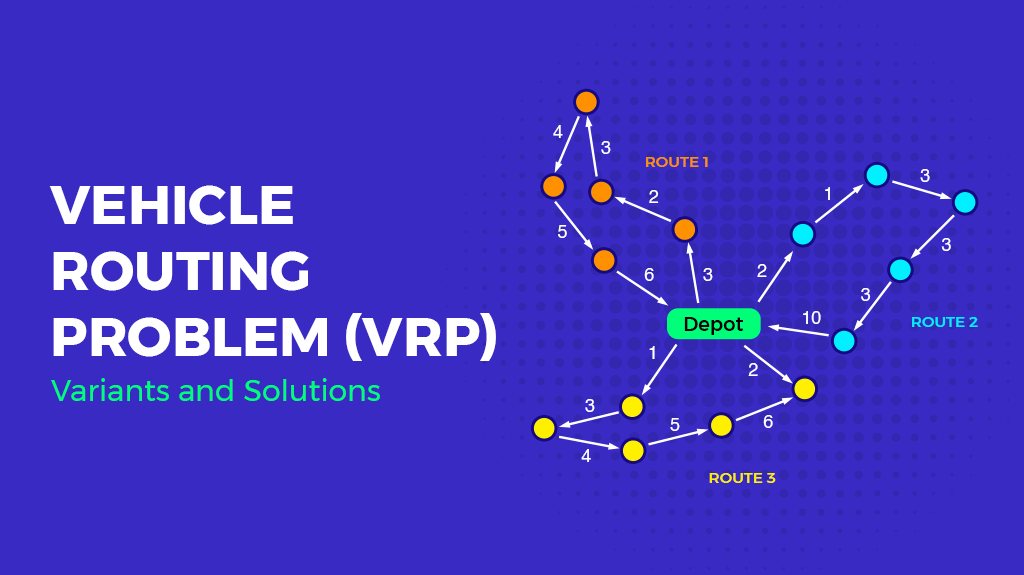 VEHICLE
ROUTING
PROBLEM (VRP)
Variants and Solutions
ROUTE 1
4
3
2
5
6
3
ROUTE 2
2
1
3
3
3
10
Depot
ROUTE 3
1
3
4
5
6
2